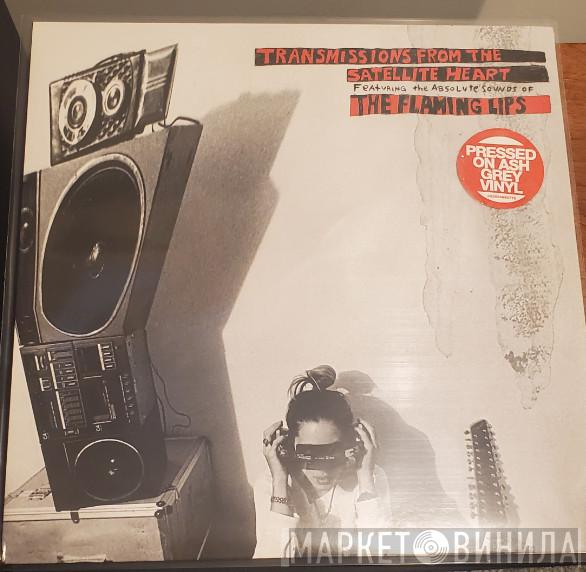 TRANSMISSIONS FROM THE
SATELLITE HEART
FEATURING the ABSOLUTE SOUNDS OF
THE FLAMING LIPS
PRESSED
ON ASH
GREY
VINYL
МАРКЕТ ВИНИЛА